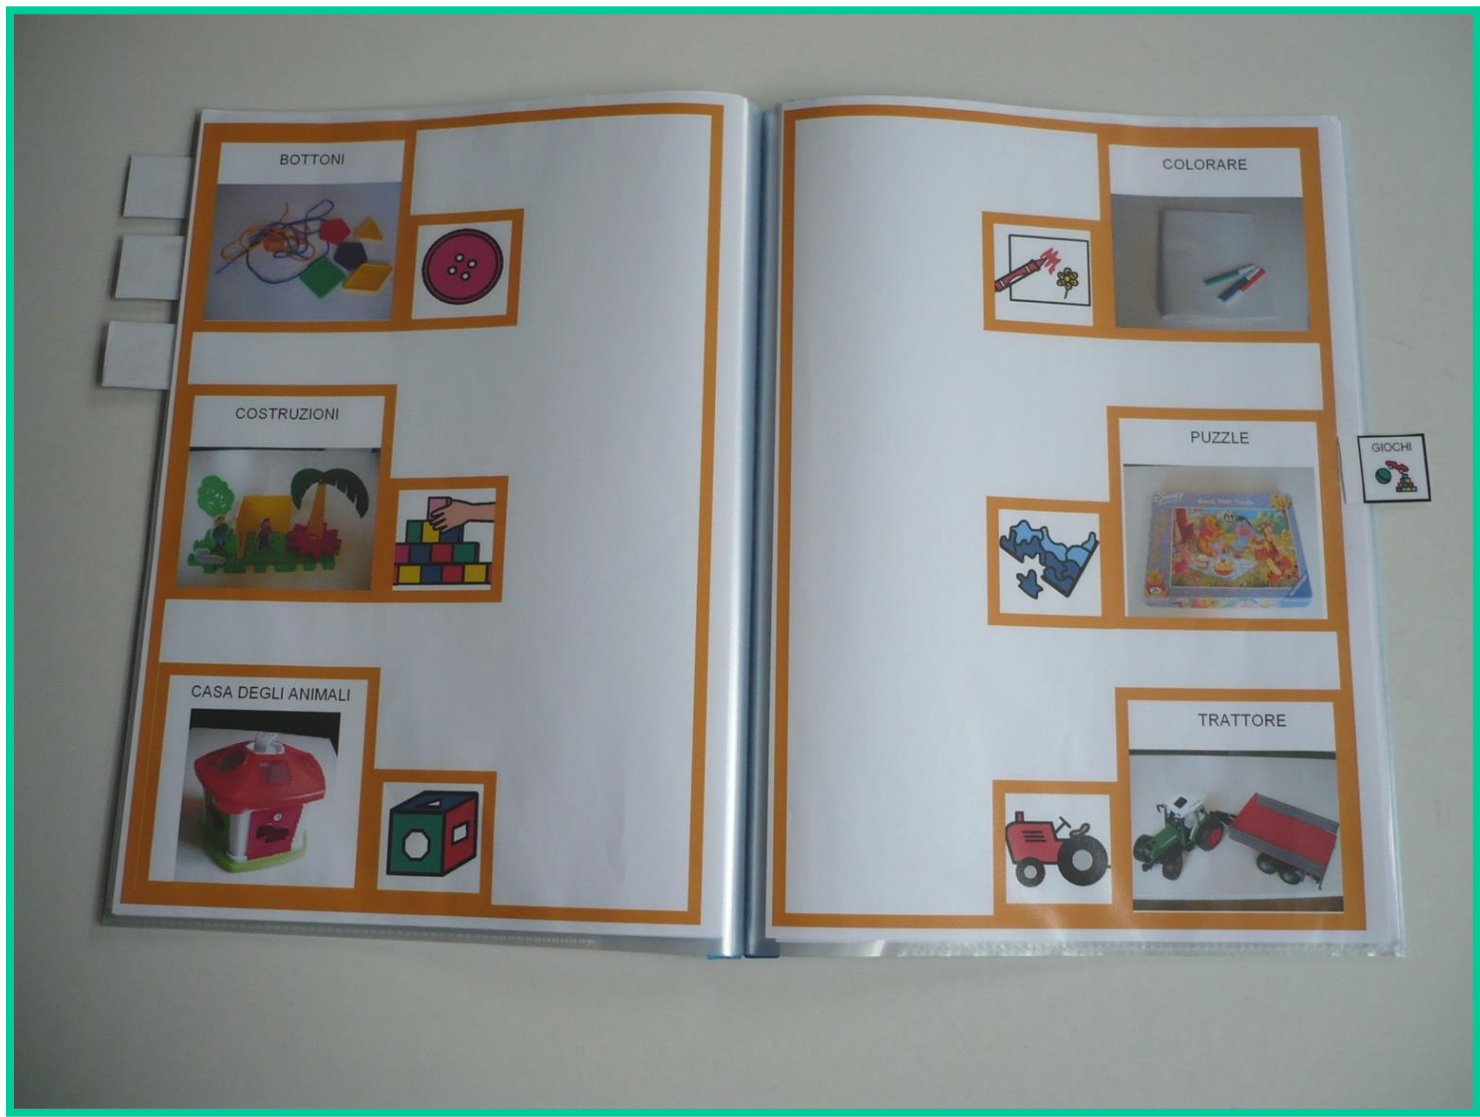 BOTTONI
COSTRUZIONI
CASA DEGLI ANIMALI
COLORARE
PUZZLE
TRATTORE
GIOCHI